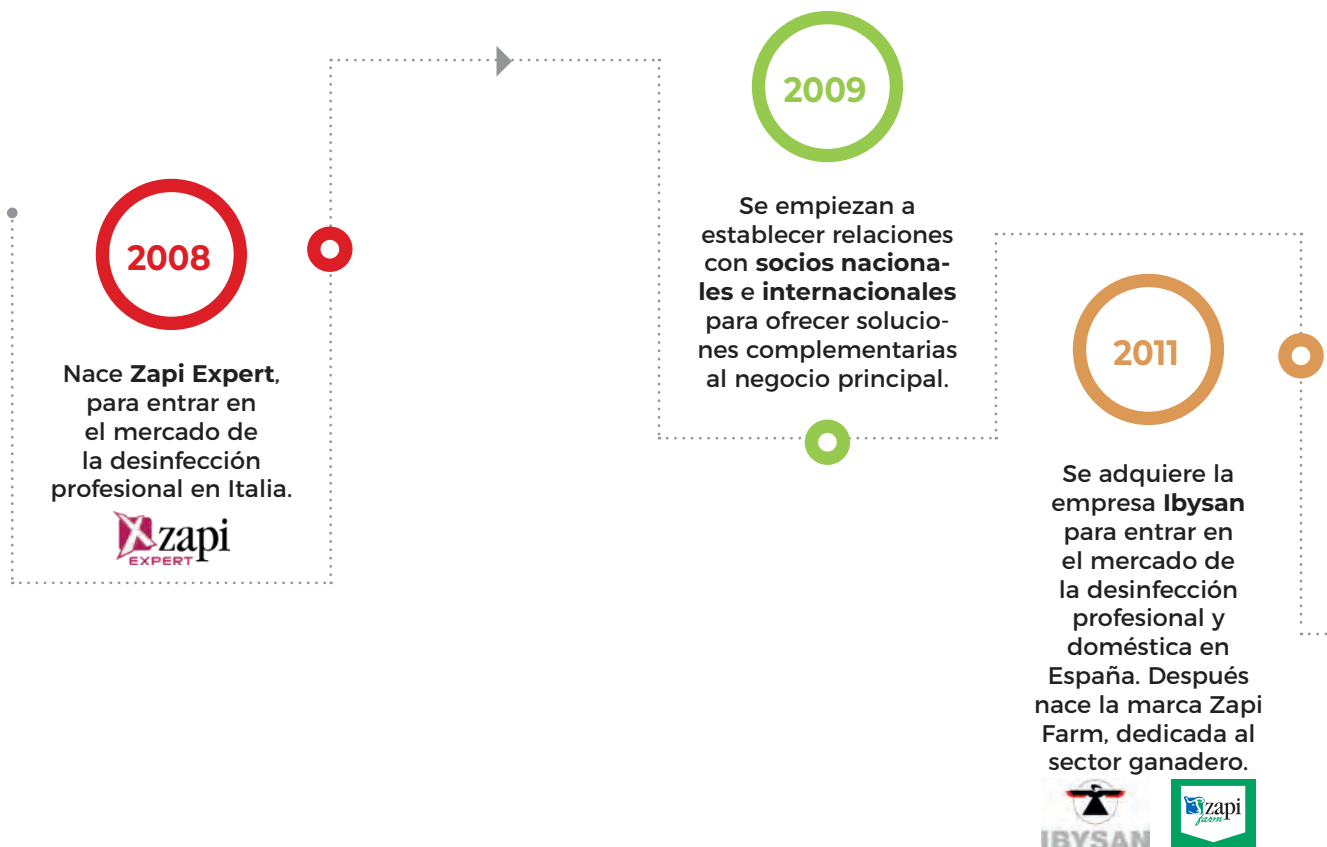 2008
Nace Zapi Expert,
para entrar en
el mercado de
la desinfección
profesional en Italia.
zapi
EXPERT
2009
Se empiezan a
establecer relaciones
con socios naciona-
les e internacionales
para ofrecer solucio-
nes complementarias
al negocio principal.
2011
Se adquiere la
empresa Ibysan
para entrar en
el mercado de
la desinfección
profesional y
doméstica en
España. Después
nace la marca Zapi
Farm, dedicada al
sector ganadero.
IBYSAN
zapi
farm